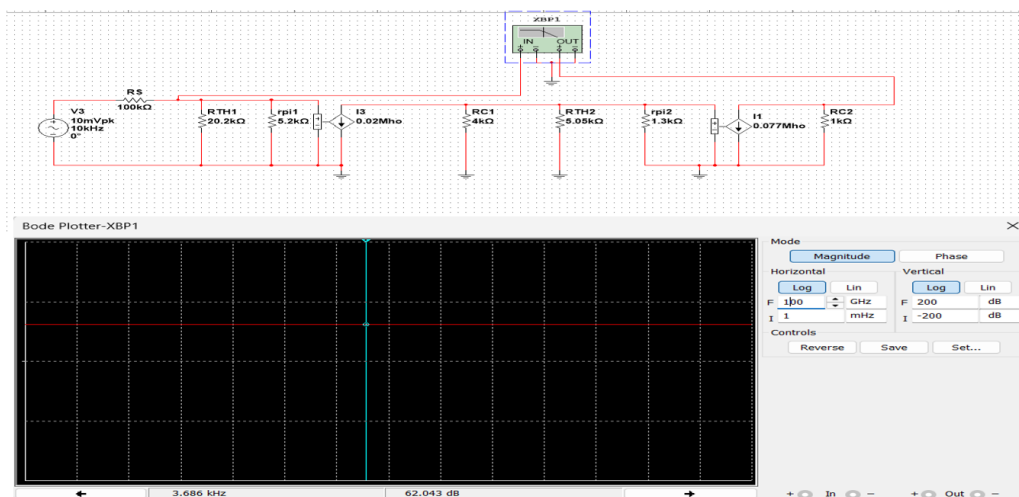 XBP1
IN OUT
RS
100kΩ
V3
10mVpk
10kHz
0°
RTH1
20.2kΩ
rpi1
5.2kΩ
I3
0.02Mho
RC1
4kΩ
RTH2
5.05kΩ
rpi2
1.3kΩ
I1
0.077Mho
RC2
1kΩ
Bode Plotter-XBP1
Mode
Magnitude Phase
Horizontal Vertical
Log Lin Log Lin
F 100 GHz F 200 dB
I 1 mHz I -200 dB
Controls
Reverse Save Set...
3.686 kHz 62.043 dB
+ In − + Out −